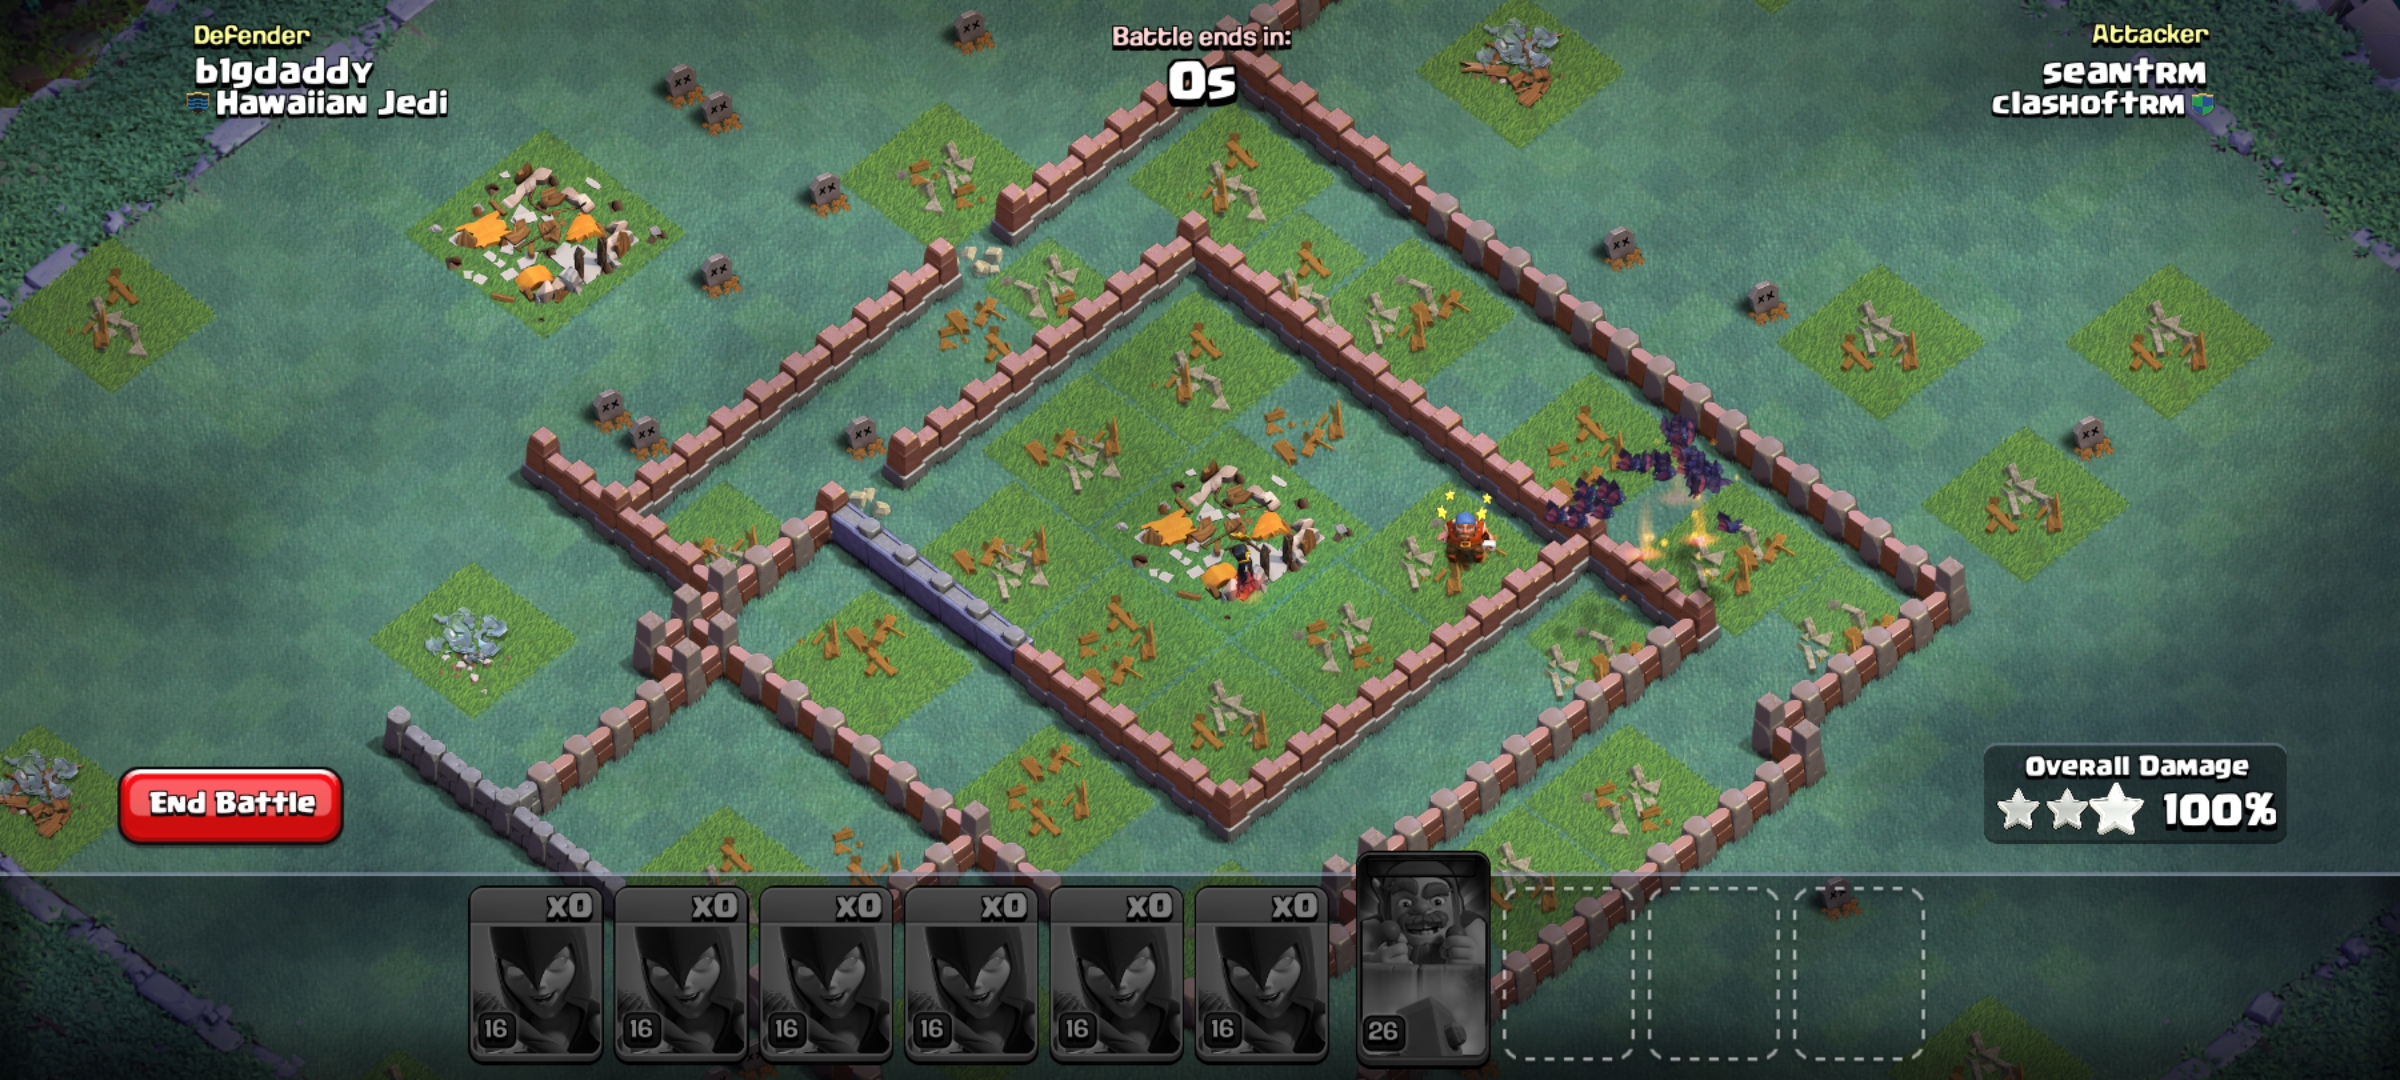 Defender
b1gdaddy
Hawaiian Jedi
Battle ends in:
0s
Attacker
seantRM
clashoftRM
End Battle
Overall Damage
100%
x0
x0
x0
x0
x0
x0
16
16
16
16
16
16
26